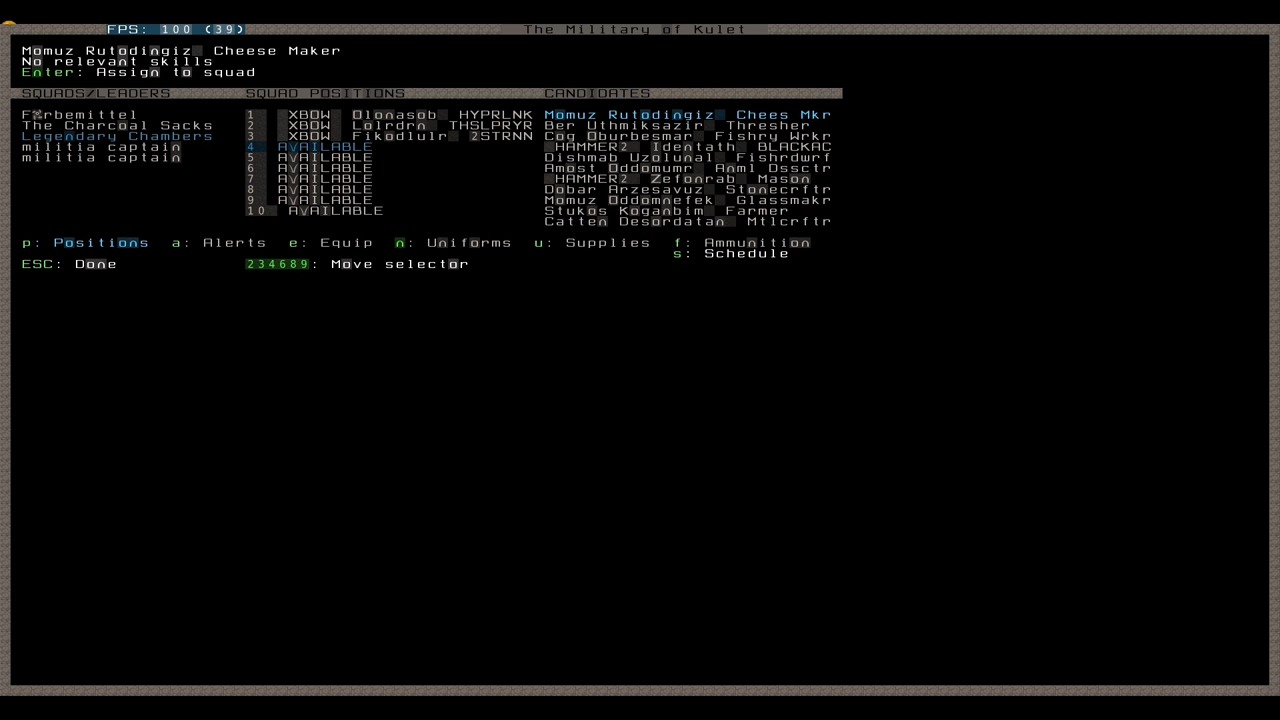 FPS: 100 (39)
The Military of Kulet
Momuz Rutodingiz Cheese Maker
No relevant skills
Enter: Assign to squad
SQUADS/LEADERS SQUAD POSITIONS CANDIDATES
1 XBOW Olonasob HYPRLNK Momuz Rutodingiz Chees Mkr
The Charcoal Sacks 2 XBOW Lolrdrn THSLPRYR Ber Uthmiksazir Thresher
Legendary Chambers 3 XBOW Fikodlulr 2STRNN Cog Oburbesmar Fishry Wrkr
militia captain 4 AVAILABLE HAMMER2 Identath BLACKAC
militia captain 5 AVAILABLE Dishmab Uzolunal Fishrdwrf
6 AVAILABLE Amost Oddomumr Anml Dssctr
7 AVAILABLE HAMMER2 Zefonrab Mason
8 AVAILABLE Dobar Arzesavuz Stonecrftr
9 AVAILABLE Momuz Oddomnefek Glassmakr
10 AVAILABLE Stukos Koganbim Farmer
Catten Desordatan Mtlcrftr
p: Positions a: Alerts e: Equip n: Uniforms u: Supplies f: Ammunition
s: Schedule
ESC: Done 234689: Move selector